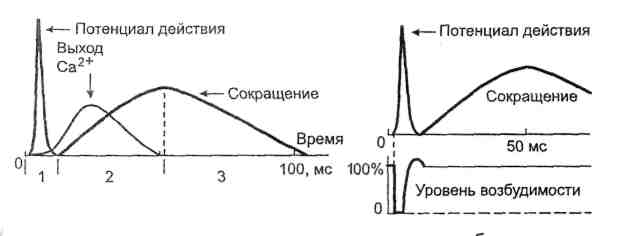 Потенциал действия
Выход
Ca2+
Сокращение
Время
0
1
2
3
100, мс
Потенциал действия
Сокращение
0
50 мс
100%
Уровень возбудимости
0